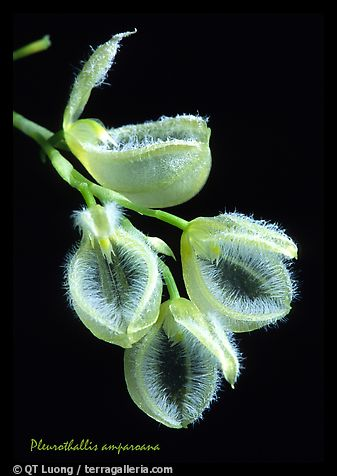 Pleurothallis amparoana
© QT Luong / terragalleria.com